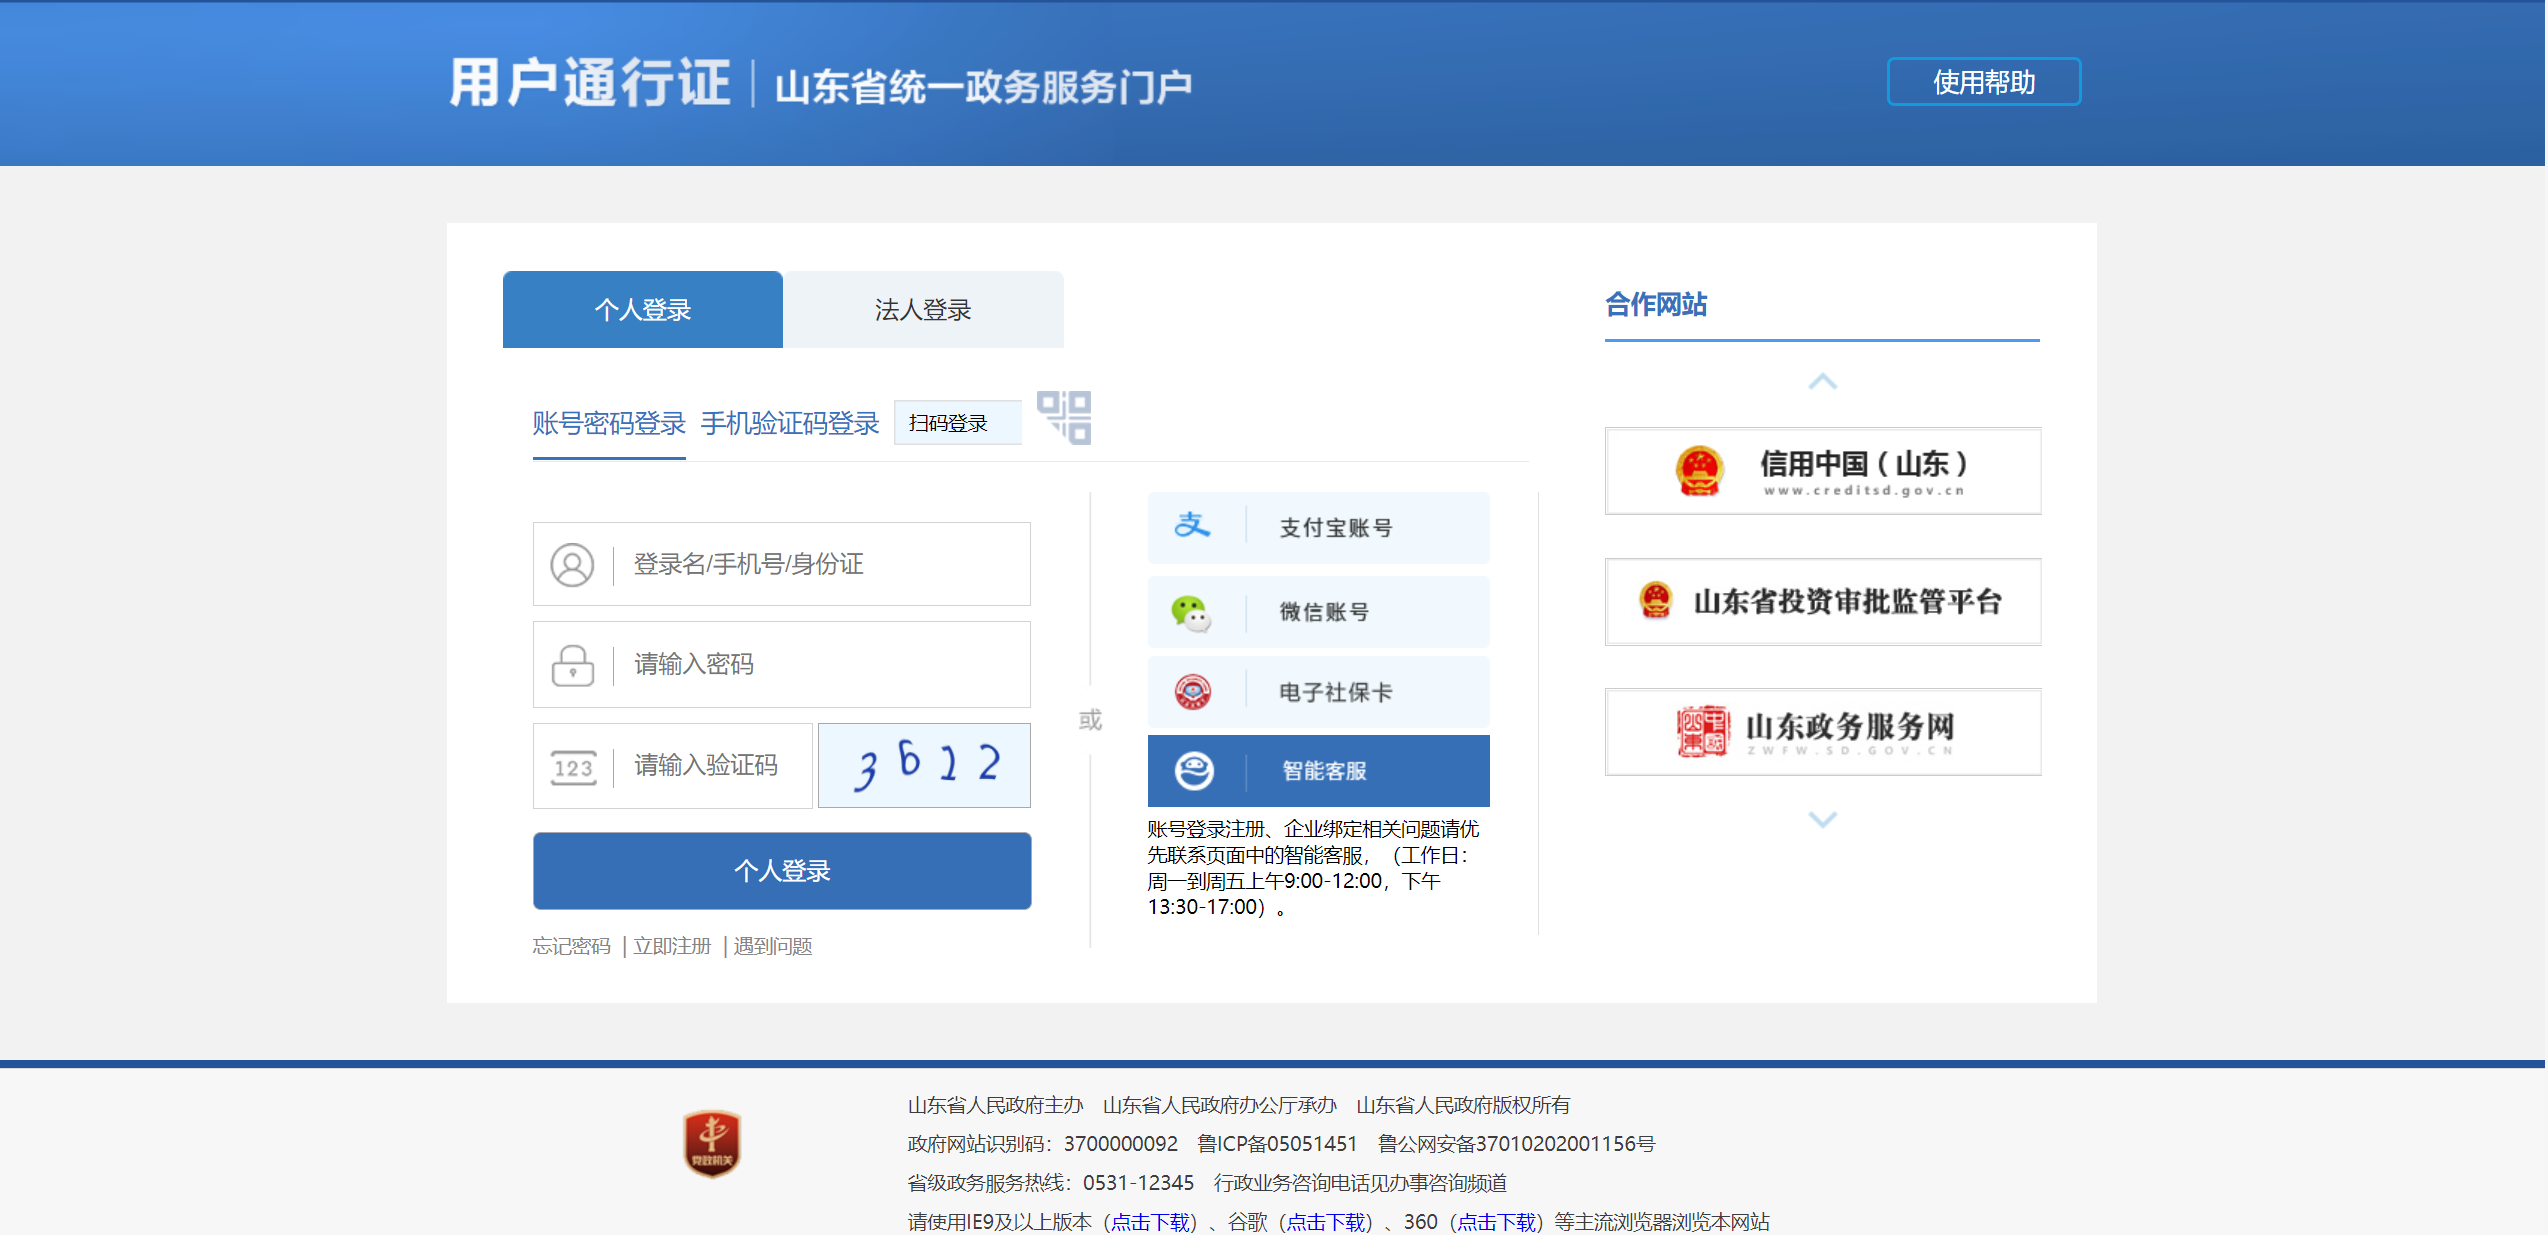 用户通行证 山东省统一政务服务门户
使用帮助
个人登录 法人登录
账号密码登录 手机验证码登录 扫码登录
登录名/手机号/身份证
请输入密码
123 请输入验证码 3612
个人登录
忘记密码 | 立即注册 | 遇到问题
或
支付宝账号
微信账号
电子社保卡
智能客服
账号登录注册、企业绑定相关问题请优
先联系页面中的智能客服，（工作日：
周一到周五上午9:00-12:00，下午
13:30-17:00）。
合作网站
信用中国（山东）
www.creditsd.gov.cn
山东省投资审批监管平台
山东政务服务网
ZWFW.SD.GOV.CN
党政机关
山东省人民政府主办 山东省人民政府办公厅承办 山东省人民政府版权所有
政府网站识别码：3700000092 鲁ICP备05051451 鲁公网安备37010202001156号
省级政务服务热线：0531-12345 行政业务咨询电话见办事咨询频道
请使用IE9及以上版本（点击下载）、谷歌（点击下载）、360（点击下载）等主流浏览器浏览本网站